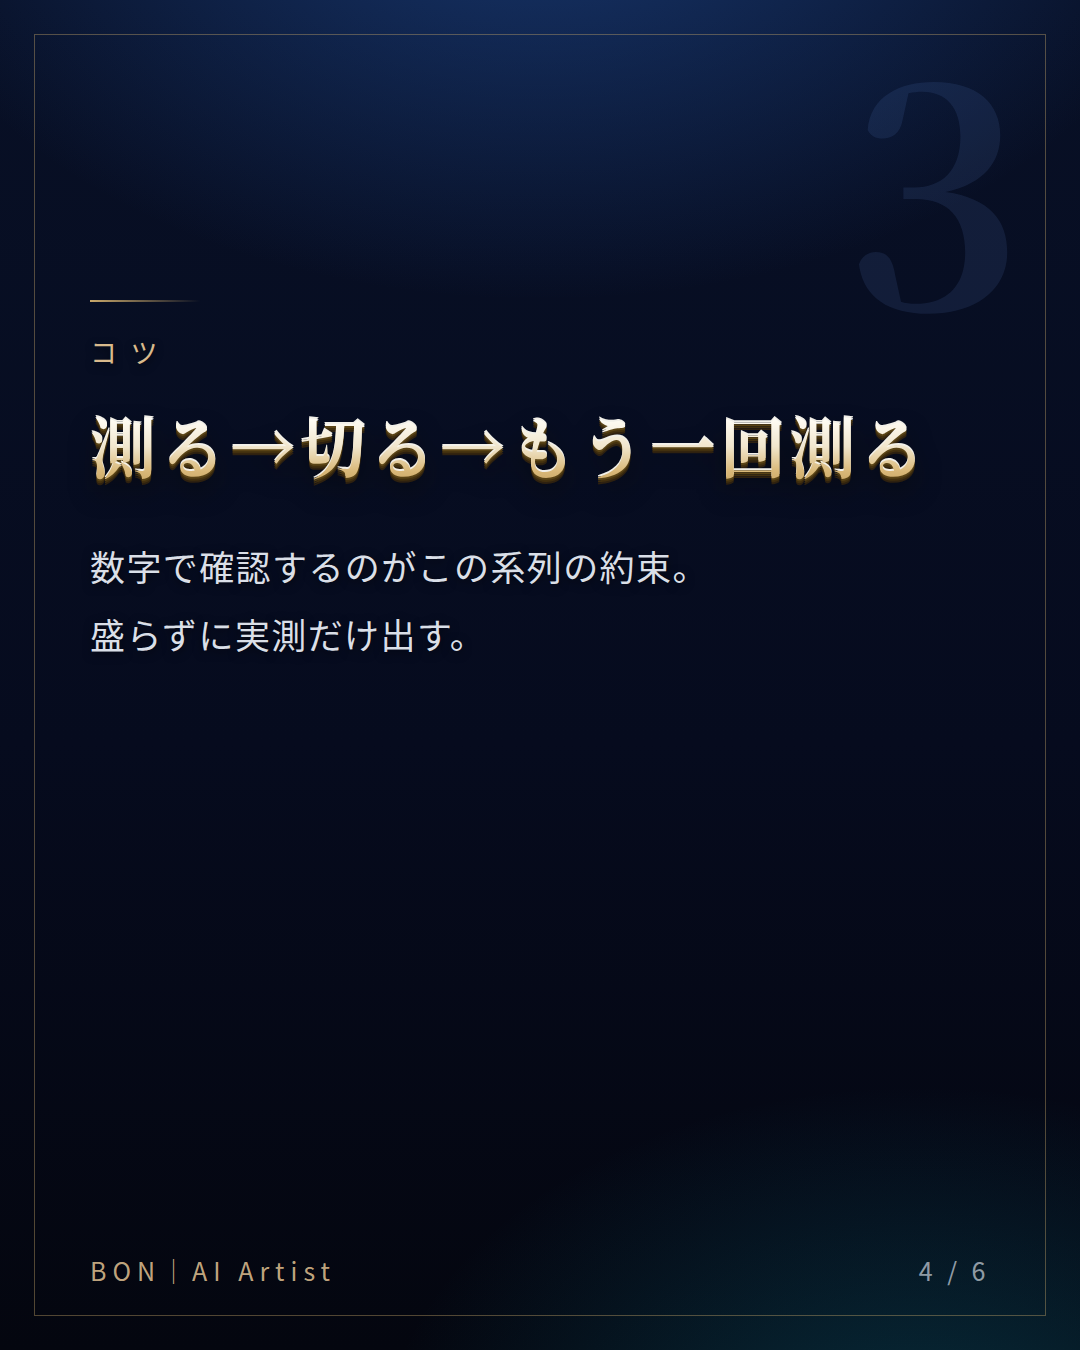 3
コツ
測る→切る→もう一回測る
数字で確認するのがこの系列の約束。
盛らずに実測だけ出す。
BON｜AI Artist
4 / 6